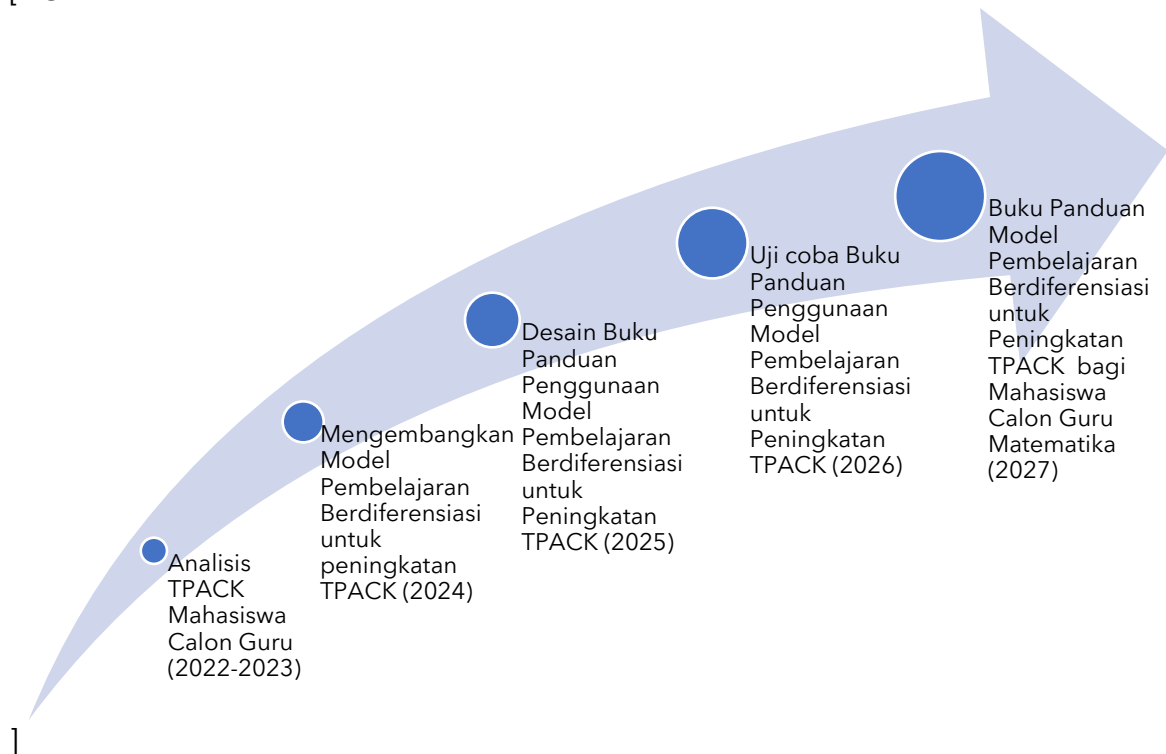 Analisis
TPACK
Mahasiswa
Calon Guru
(2022-2023)
Mengembangkan
Model
Pembelajaran
Berdiferensiasi
untuk
peningkatan
TPACK (2024)
Desain Buku
Panduan
Penggunaan
Model
Pembelajaran
Berdiferensiasi
untuk
Peningkatan
TPACK (2025)
Uji coba Buku
Panduan
Penggunaan
Model
Pembelajaran
Berdiferensiasi
untuk
Peningkatan
TPACK (2026)
Buku Panduan
Model
Pembelajaran
Berdiferensiasi
untuk
Peningkatan
TPACK bagi
Mahasiswa
Calon Guru
Matematika
(2027)
]